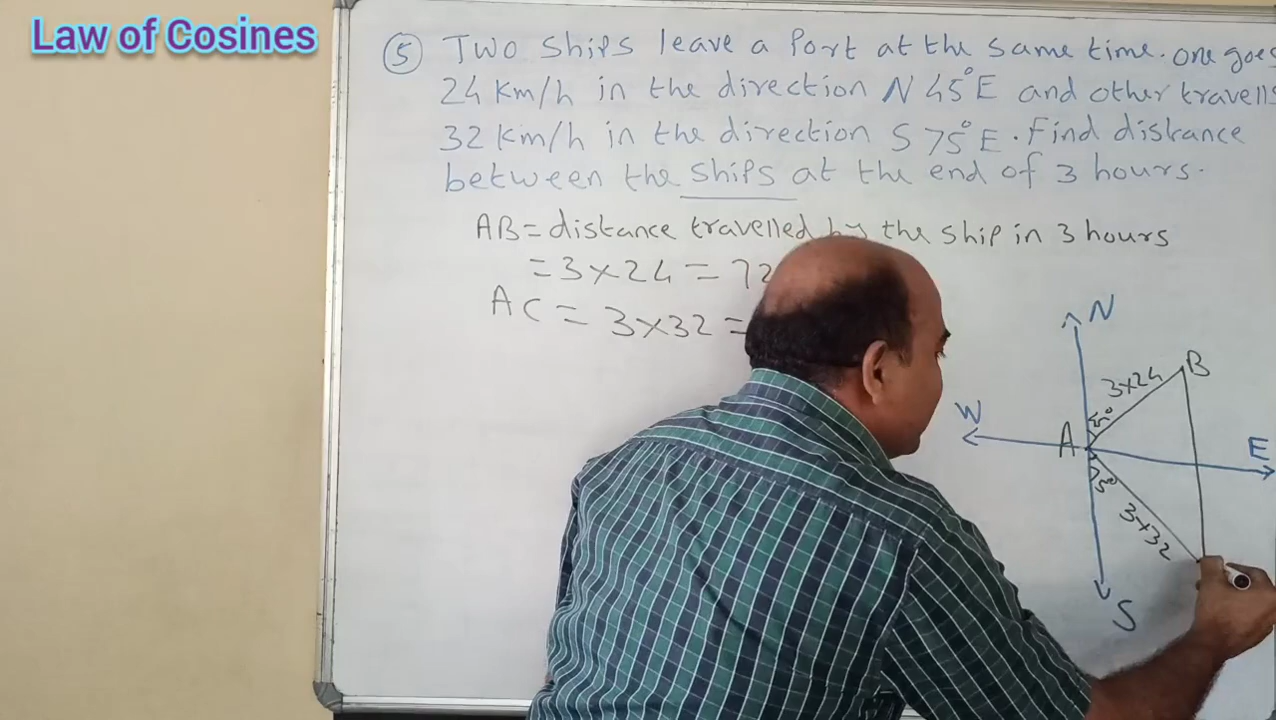 Law of Cosines
⑤ Two ships leave a Port at the same time. one goes
24 km/h in the direction N 45° E and other travells
32 km/h in the direction S 75° E. Find distance
between the ships at the end of 3 hours.
AB = distance travelled by the ship in 3 hours
= 3 × 24 = 72
AC = 3 × 32 =
N
3×24 B
45°
W A E
75°
3×32
S